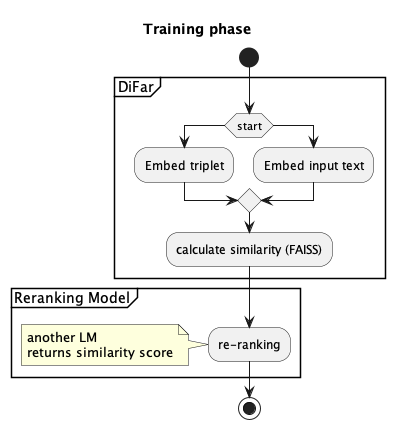 Training phase
DiFar
start
Embed triplet
Embed input text
calculate similarity (FAISS)
Reranking Model
another LM
returns similarity score
re-ranking